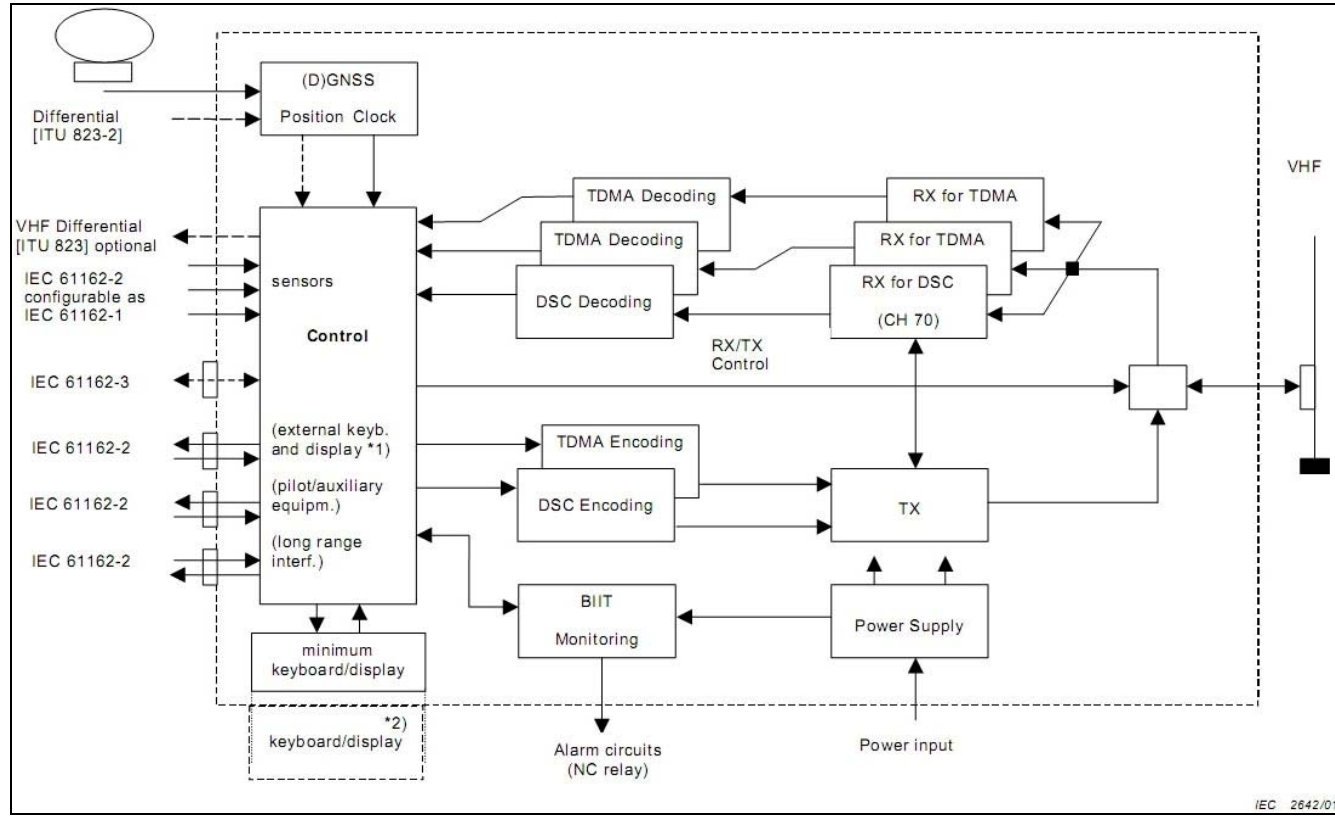 (D)GNSS
Position Clock
Differential
[ITU 823-2]
VHF
TDMA Decoding
RX for TDMA
VHF Differential
[ITU 823] optional
TDMA Decoding
RX for TDMA
IEC 61162-2
configurable as
IEC 61162-1
sensors
DSC Decoding
RX for DSC
(CH 70)
Control
RX/TX
Control
IEC 61162-3
IEC 61162-2
(external keyb.
and display *1)
TDMA Encoding
IEC 61162-2
(pilot/auxiliary
equipm.)
DSC Encoding
TX
IEC 61162-2
(long range
interf.)
BIIT
Monitoring
Power Supply
minimum
keyboard/display
*2)
keyboard/display
Alarm circuits
(NC relay)
Power input
IEC 2642/01